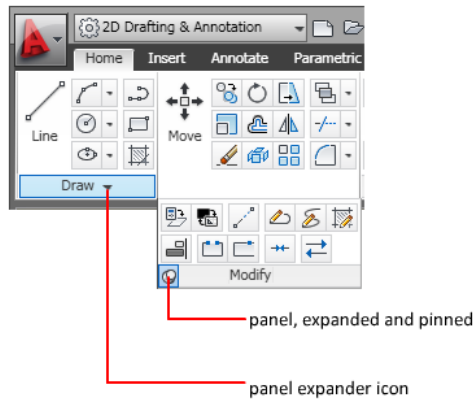 2D Drafting & Annotation
Home Insert Annotate Parametric
Line
Move
Draw
Modify
panel, expanded and pinned
panel expander icon